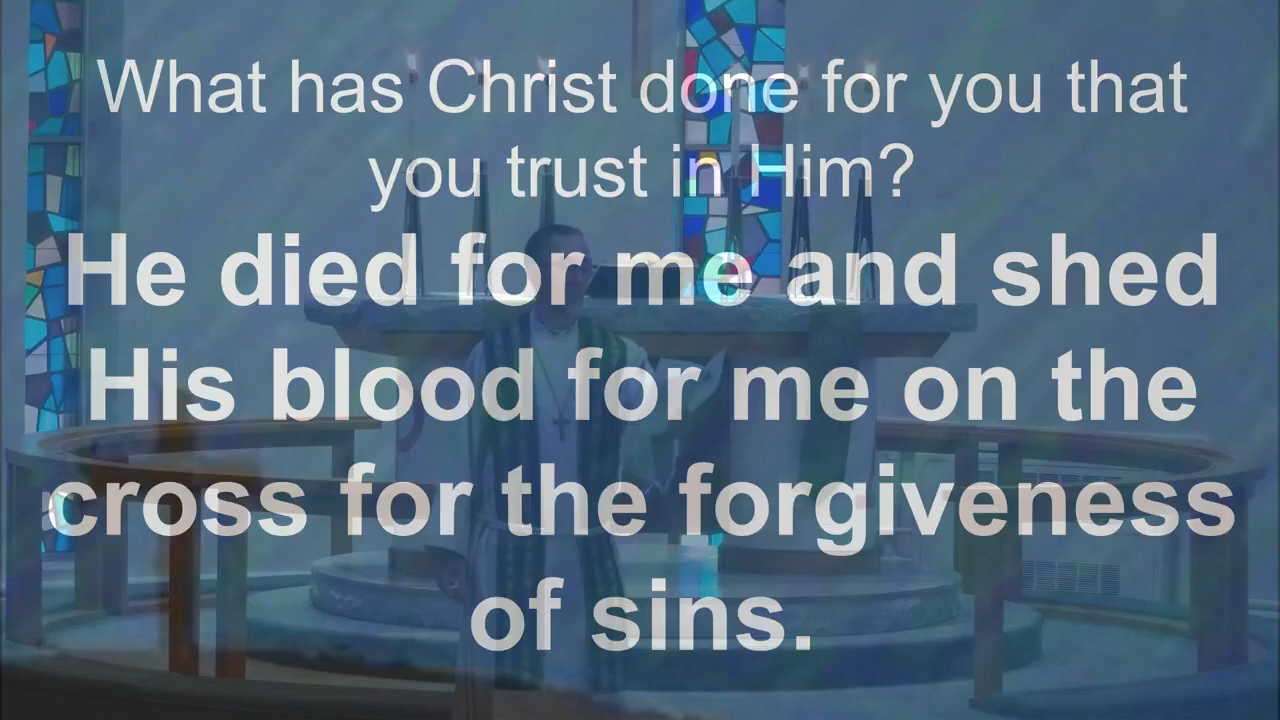 What has Christ done for you that
you trust in Him?
He died for me and shed
His blood for me on the
cross for the forgiveness
of sins.